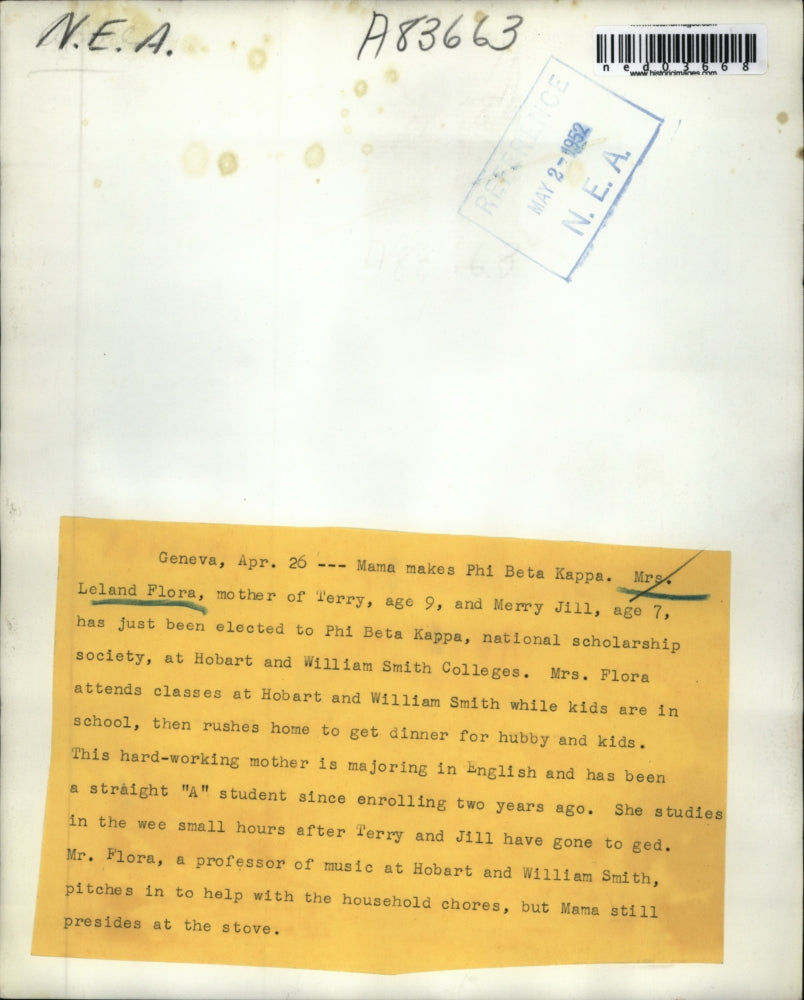 N.E.A.
A83663
ned03668
www.historicimages.com
REFERENCE
MAY 2- 1952
N. E. A.
Geneva, Apr. 26 --- Mama makes Phi Beta Kappa. Mrs.
Leland Flora, mother of Terry, age 9, and Merry Jill, age 7,
has just been elected to Phi Beta Kappa, national scholarship
society, at Hobart and William Smith Colleges. Mrs. Flora
attends classes at Hobart and William Smith while kids are in
school, then rushes home to get dinner for hubby and kids.
This hard-working mother is majoring in English and has been
a straight "A" student since enrolling two years ago. She studies
in the wee small hours after Terry and Jill have gone to ged.
Mr. Flora, a professor of music at Hobart and William Smith,
pitches in to help with the household chores, but Mama still
presides at the stove.